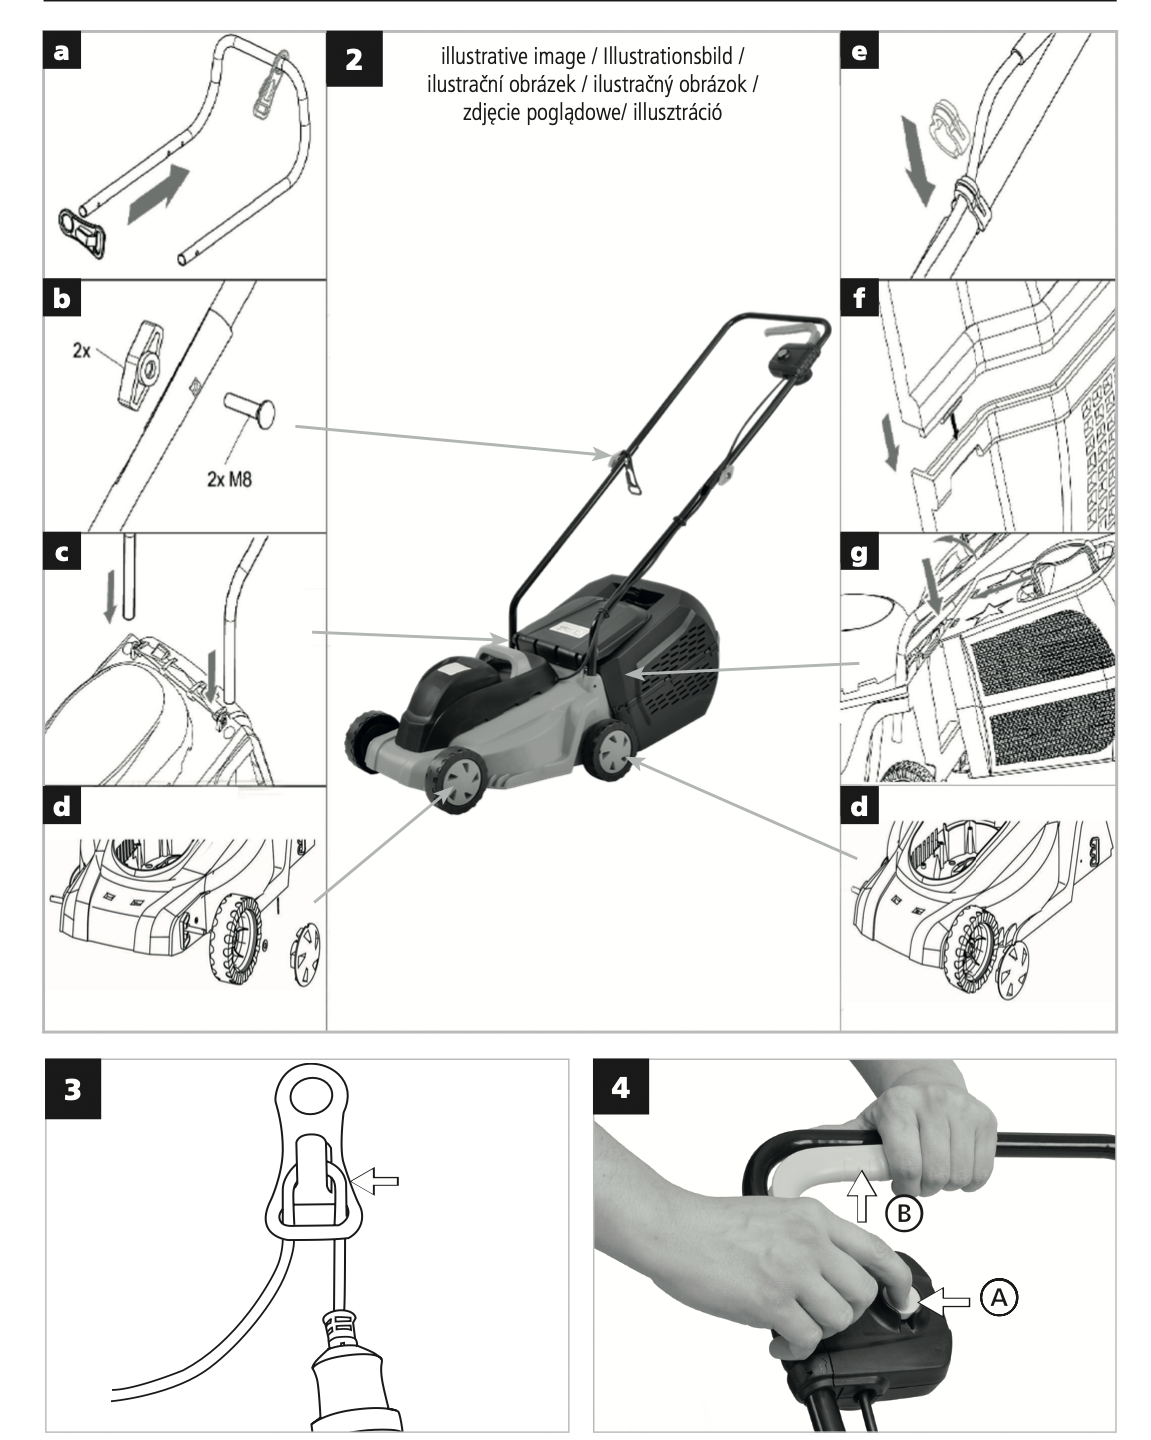 a
2
illustrative image / Illustrationsbild /
ilustrační obrázek / ilustračný obrázok /
zdjęcie poglądowe/ illusztráció
e
b
2x
2x M8
f
c
g
d
d
3
4
B
A